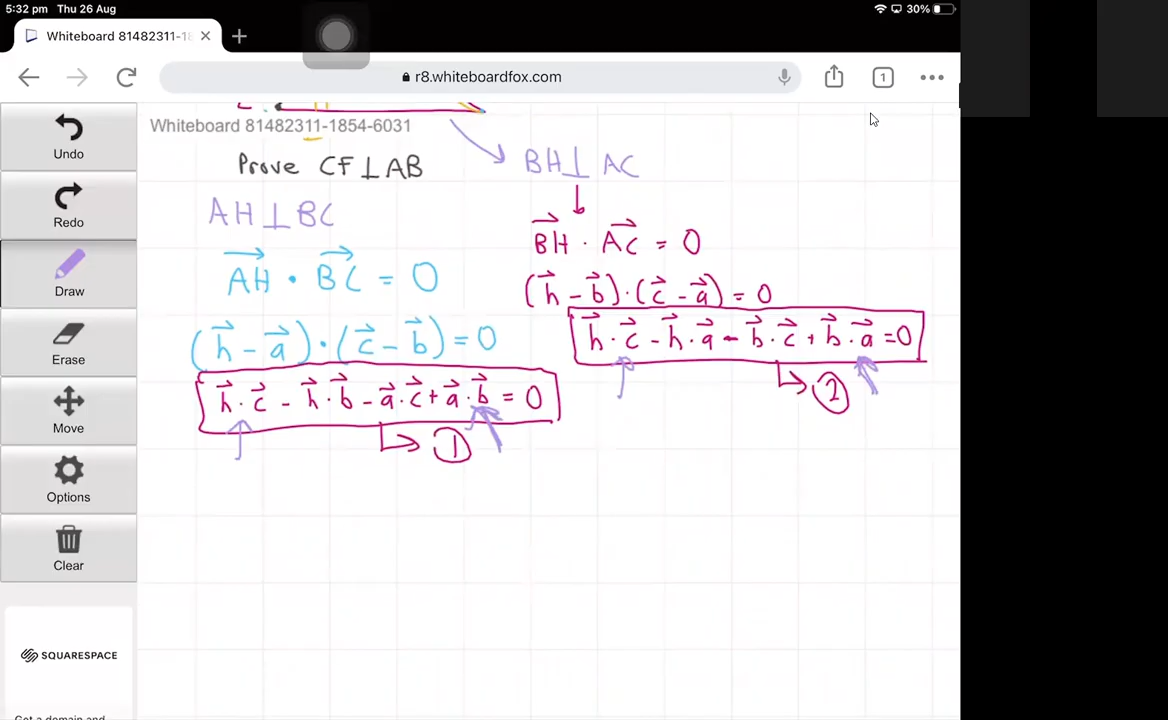 5:32 pm Thu 26 Aug
30%
Whiteboard 81482311-18
r8.whiteboardfox.com
1
Whiteboard 81482311-1854-6031
Undo
Redo
Draw
Erase
Move
Options
Clear
SQUARESPACE
Prove CF⊥AB
AH⊥BC
AH→ · BC→ = 0
(h→ - a→) · (c→ - b→) = 0
h→ · c→ - h→ · b→ - a→ · c→ + a→ · b→ = 0
①
BH⊥AC
BH→ · AC→ = 0
(h→ - b→) · (c→ - a→) = 0
h→ · c→ - h→ · a→ - b→ · c→ + b→ · a→ = 0
②